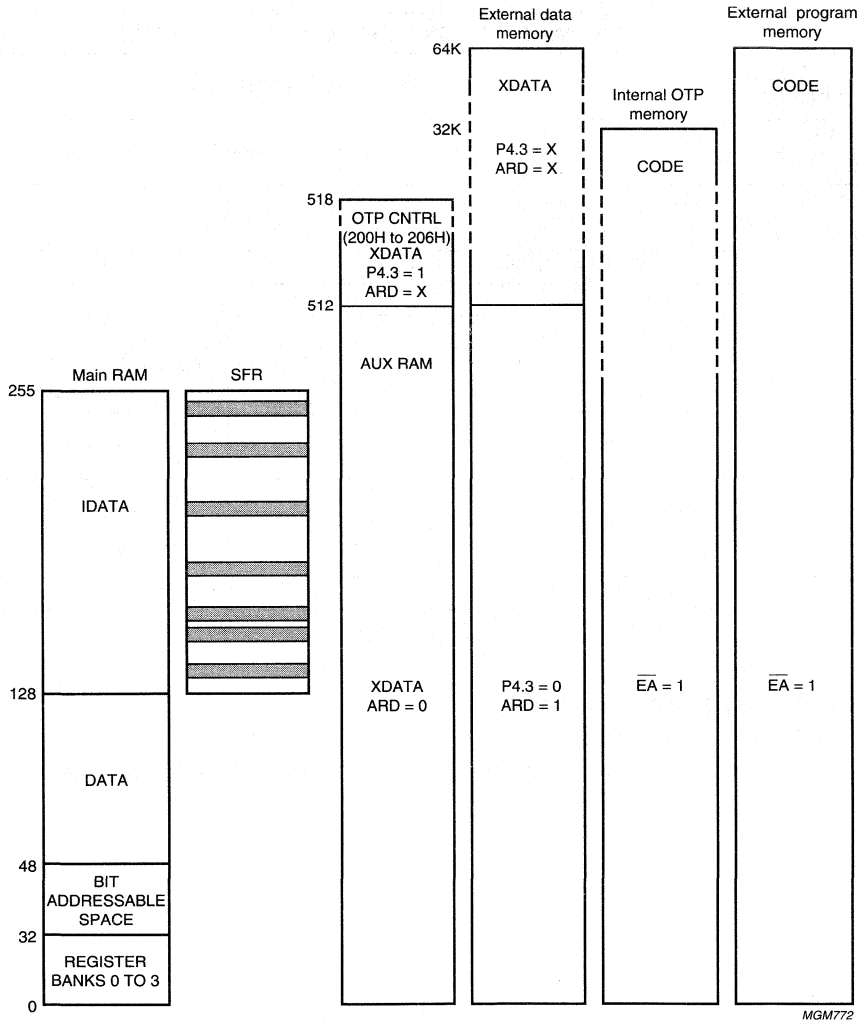 External data
memory
External program
memory
64K
XDATA
CODE
Internal OTP
memory
32K
P4.3 = X
ARD = X
CODE
518
OTP CNTRL
(200H to 206H)
XDATA
P4.3 = 1
ARD = X
512
AUX RAM
Main RAM
SFR
255
IDATA
128
XDATA
ARD = 0
P4.3 = 0
ARD = 1
E̅A̅ = 1
E̅A̅ = 1
DATA
48
BIT
ADDRESSABLE
SPACE
32
REGISTER
BANKS 0 TO 3
0
MGM772